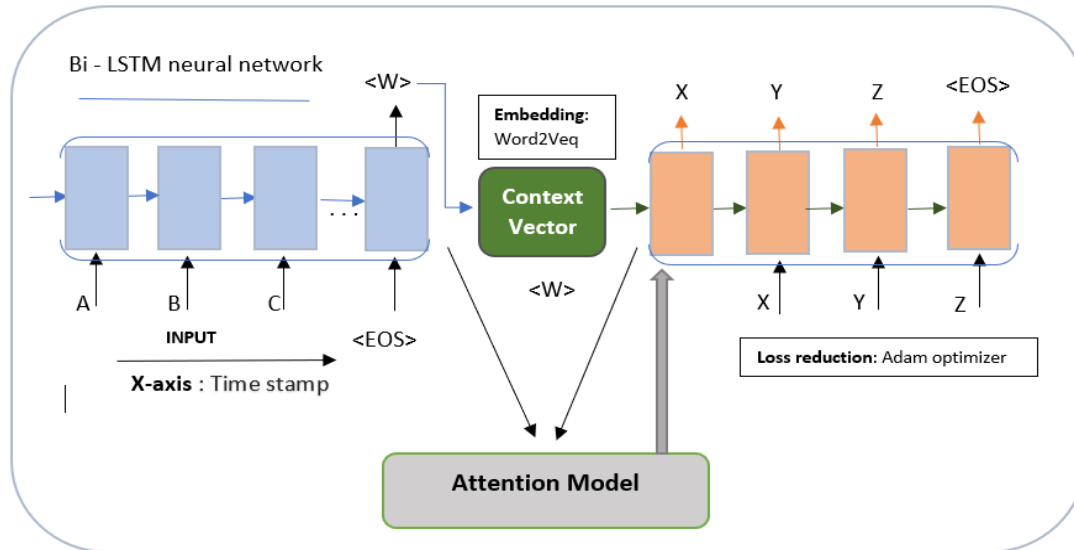 Bi - LSTM neural network
<W>
A
B
C
. . .
<EOS>
INPUT
X-axis : Time stamp
Embedding:
Word2Veq
Context
Vector
<W>
X
Y
Z
<EOS>
X
Y
Z
Loss reduction: Adam optimizer
Attention Model